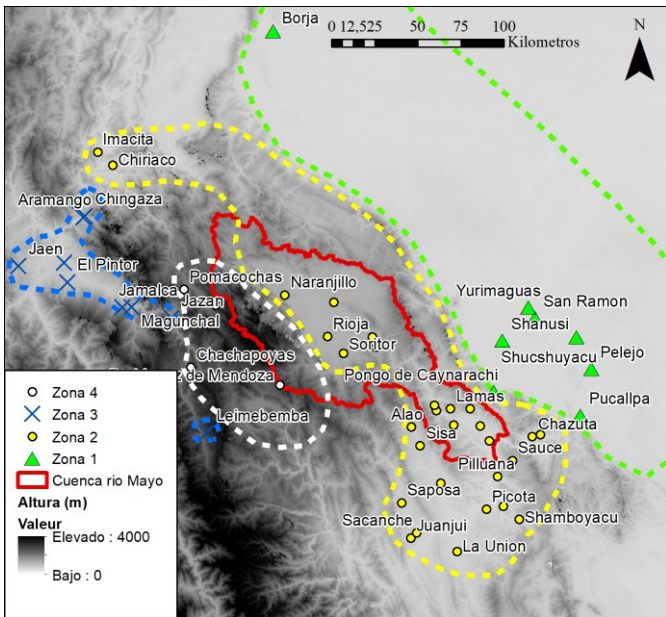 Borja
0 12,525 50 75 100
Kilometros
N
Imacita
Chiriaco
Aramango Chingaza
Jaen
El Pintor
Jamalca
Pomacochas
Jazan
Magunchal
Naranjillo
Rioja
Soritor
Yurimaguas
San Ramon
Shanusi
Shucshuyacu
Pelejo
Chachapoyas
z de Mendoza
Pongo de Caynarachi
Pucallpa
Leimebemba
Lamas
Alao
Sisa
Chazuta
Sauce
Pilluana
Saposa
Picota
Sacanche
Juanjui
Shamboyacu
La Union
Zona 4
Zona 3
Zona 2
Zona 1
Cuenca rio Mayo
Altura (m)
Valeur
Elevado : 4000
Bajo : 0